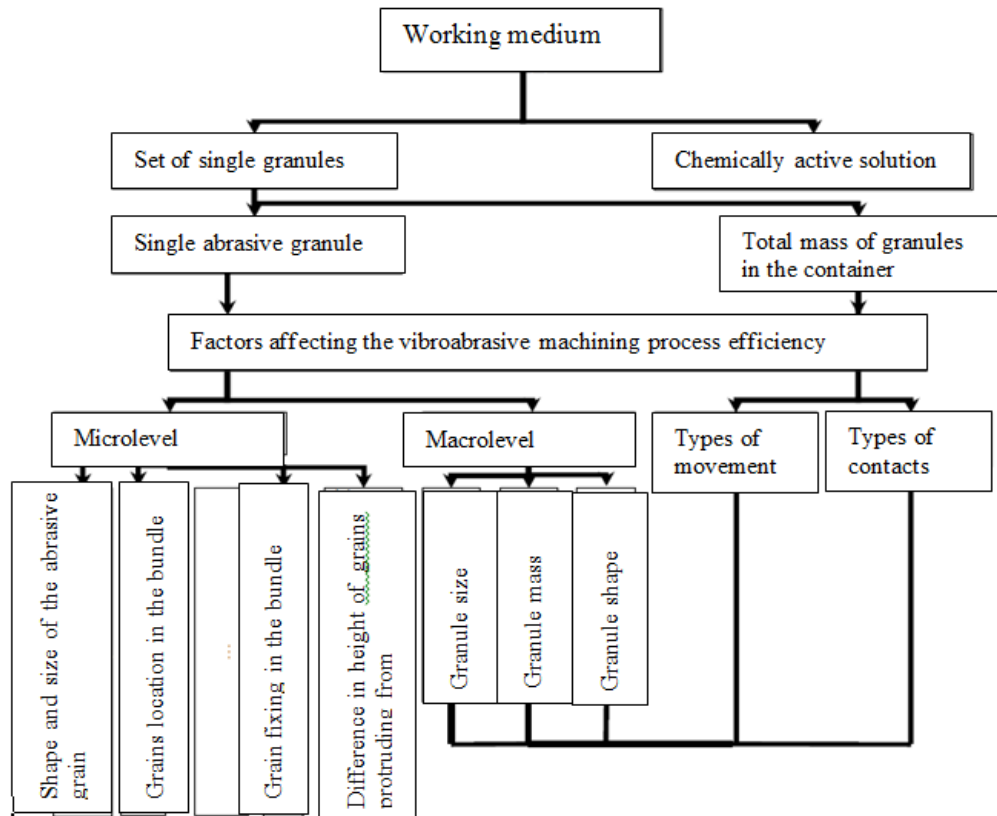 Working medium
Set of single granules
Chemically active solution
Single abrasive granule
Total mass of granules
in the container
Factors affecting the vibroabrasive machining process efficiency
Microlevel
Macrolevel
Types of
movement
Types of
contacts
Shape and size of the abrasive
grain
Grains location in the bundle
...
Grain fixing in the bundle
Difference in height of grains
protruding from
Granule size
Granule mass
Granule shape